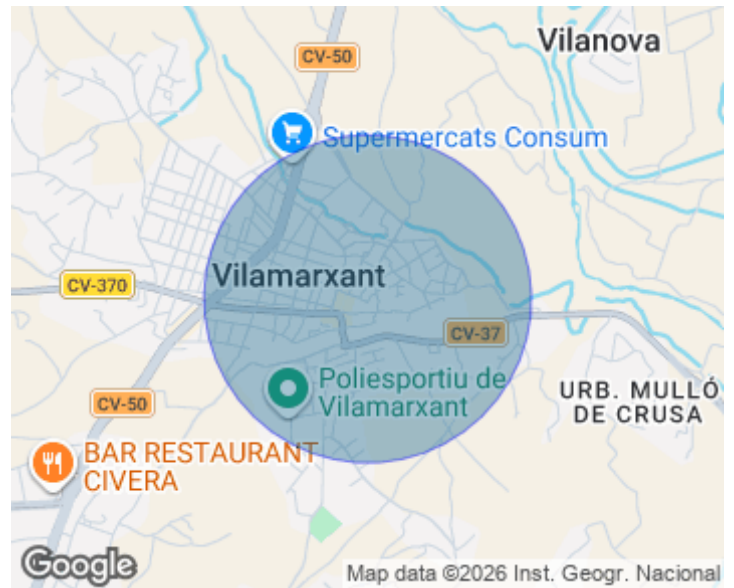 CV-50
Vilanova
Supermercats Consum
Vilamarxant
CV-370
CV-37
Poliesportiu de
Vilamarxant
CV-50
URB. MULLÓ
DE CRUSA
BAR RESTAURANT
CIVERA
Google
Map data ©2026 Inst. Geogr. Nacional